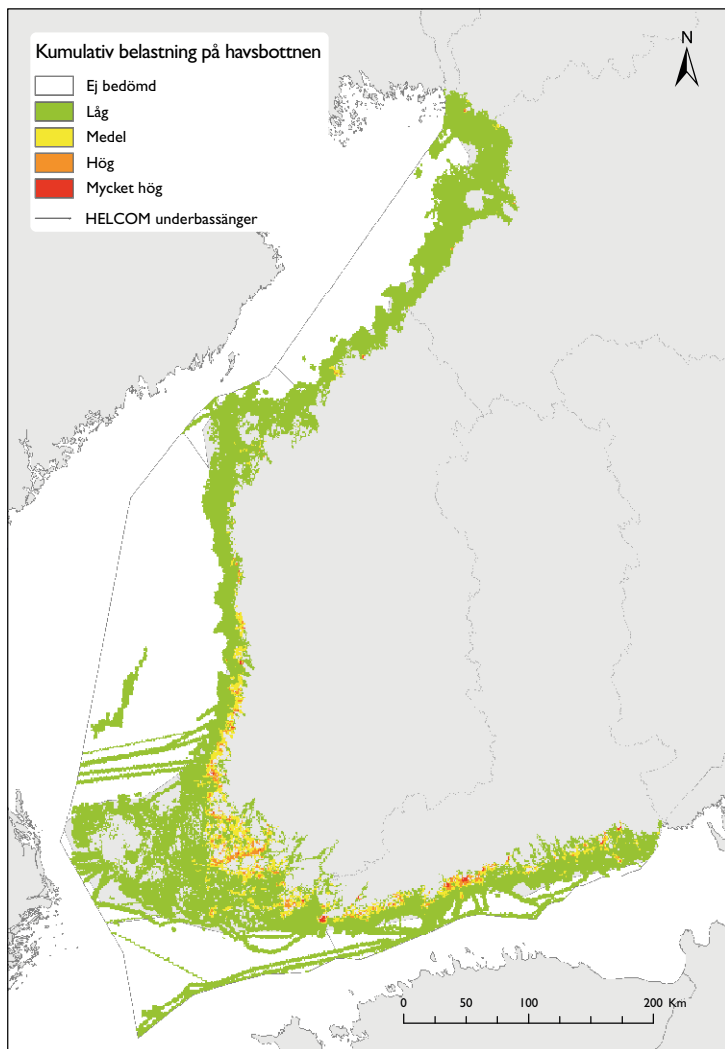 Kumulativ belastning på havsbottnen
Ej bedömd
Låg
Medel
Hög
Mycket hög
HELCOM underbassänger
N
0 50 100 200 Km